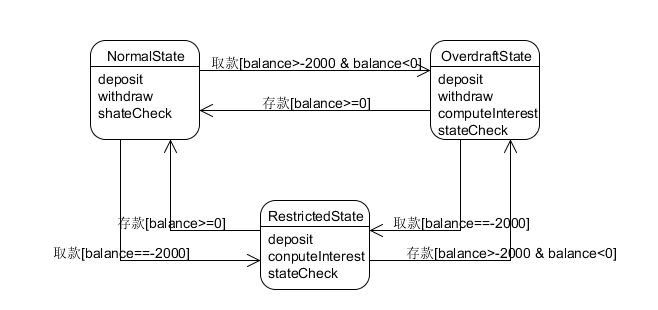 NormalState
deposit
withdraw
shateCheck
取款[balance>-2000 & balance<0]
存款[balance>=0]
OverdraftState
deposit
withdraw
computeInterest
stateCheck
存款[balance>=0]
取款[balance==-2000]
RestrictedState
deposit
conputeInterest
stateCheck
取款[balance==-2000]
存款[balance>-2000 & balance<0]